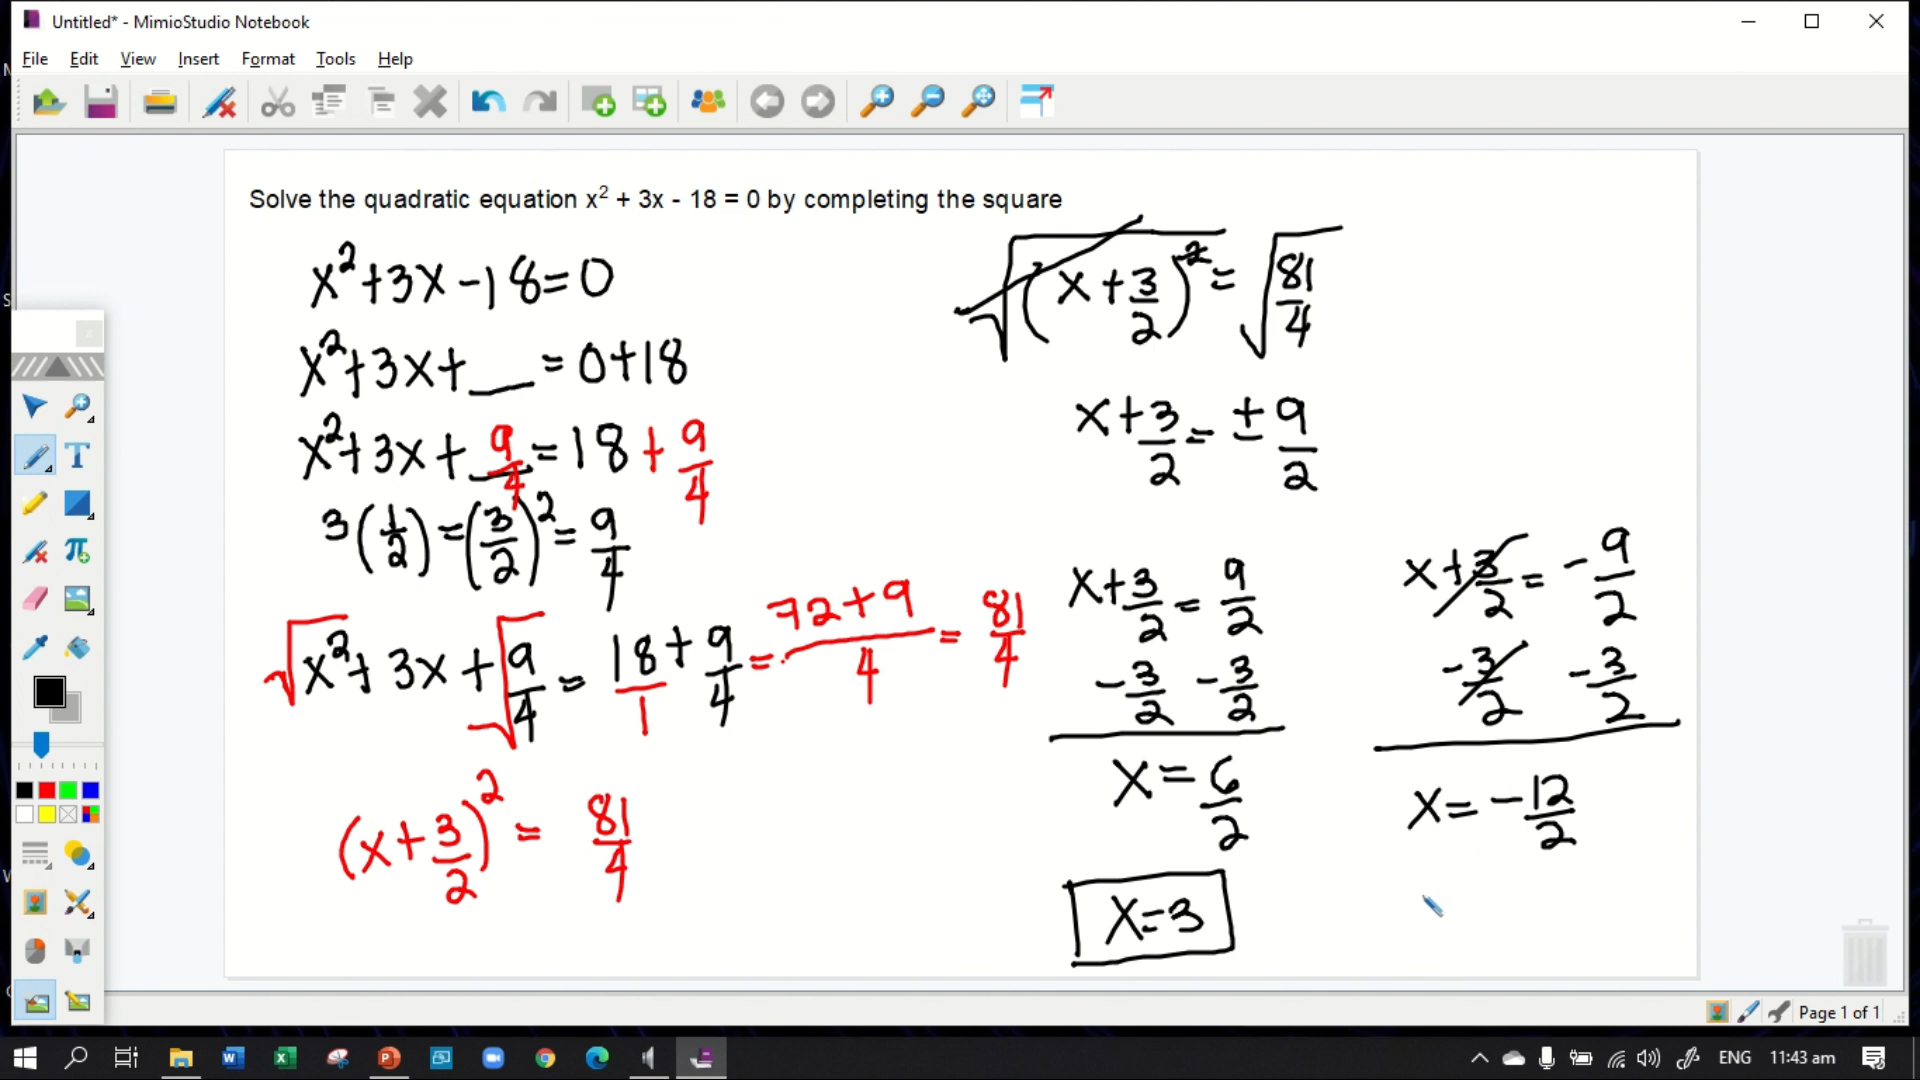 Untitled* - MimioStudio Notebook
File Edit View Insert Format Tools Help
Solve the quadratic equation x² + 3x - 18 = 0 by completing the square
x² + 3x - 18 = 0
x² + 3x + __ = 0 + 18
x² + 3x + 9/4 = 18 + 9/4
3(1/2) = (3/2)² = 9/4
√x² + 3x + √9/4 = 18/1 + 9/4 = 72+9/4 = 81/4
(x + 3/2)² = 81/4
√(x + 3/2)² = √81/4
x + 3/2 = ± 9/2
x + 3/2 = 9/2
- 3/2 - 3/2
x = 6/2
x = 3
x + 3/2 = - 9/2
- 3/2 - 3/2
x = - 12/2
Page 1 of 1
ENG 11:43 am